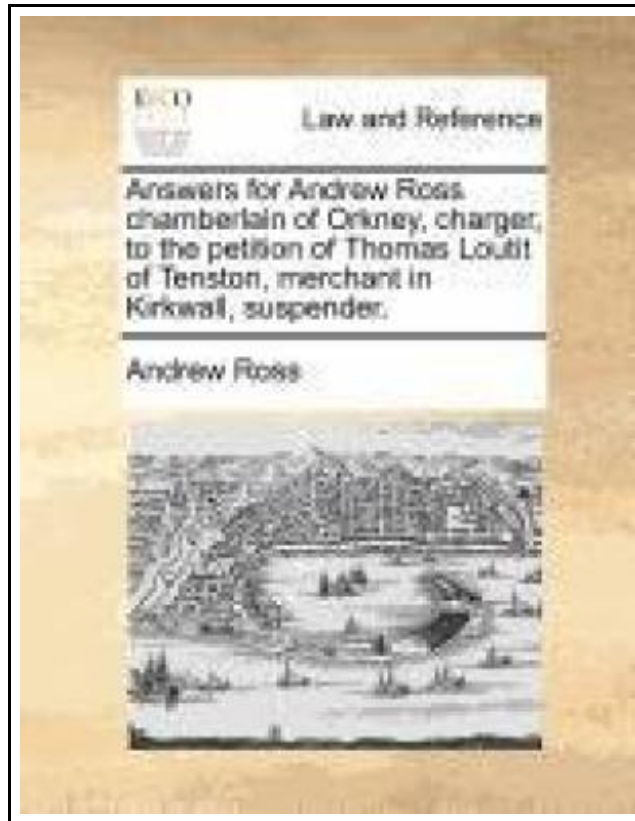 ECCO
Law and Reference
Answers for Andrew Ross
chamberlain of Orkney, charger,
to the petition of Thomas Loutit
of Tenston, merchant in
Kirkwall, suspender.
Andrew Ross